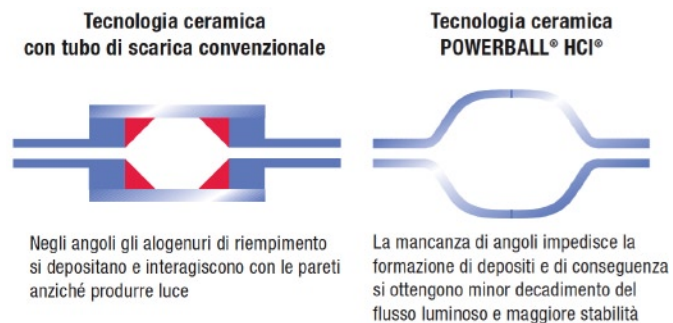 Tecnologia ceramica
con tubo di scarica convenzionale
Negli angoli gli alogenuri di riempimento
si depositano e interagiscono con le pareti
anziché produrre luce
Tecnologia ceramica
POWERBALL® HCI®
La mancanza di angoli impedisce la
formazione di depositi e di conseguenza
si ottengono minor decadimento del
flusso luminoso e maggiore stabilità